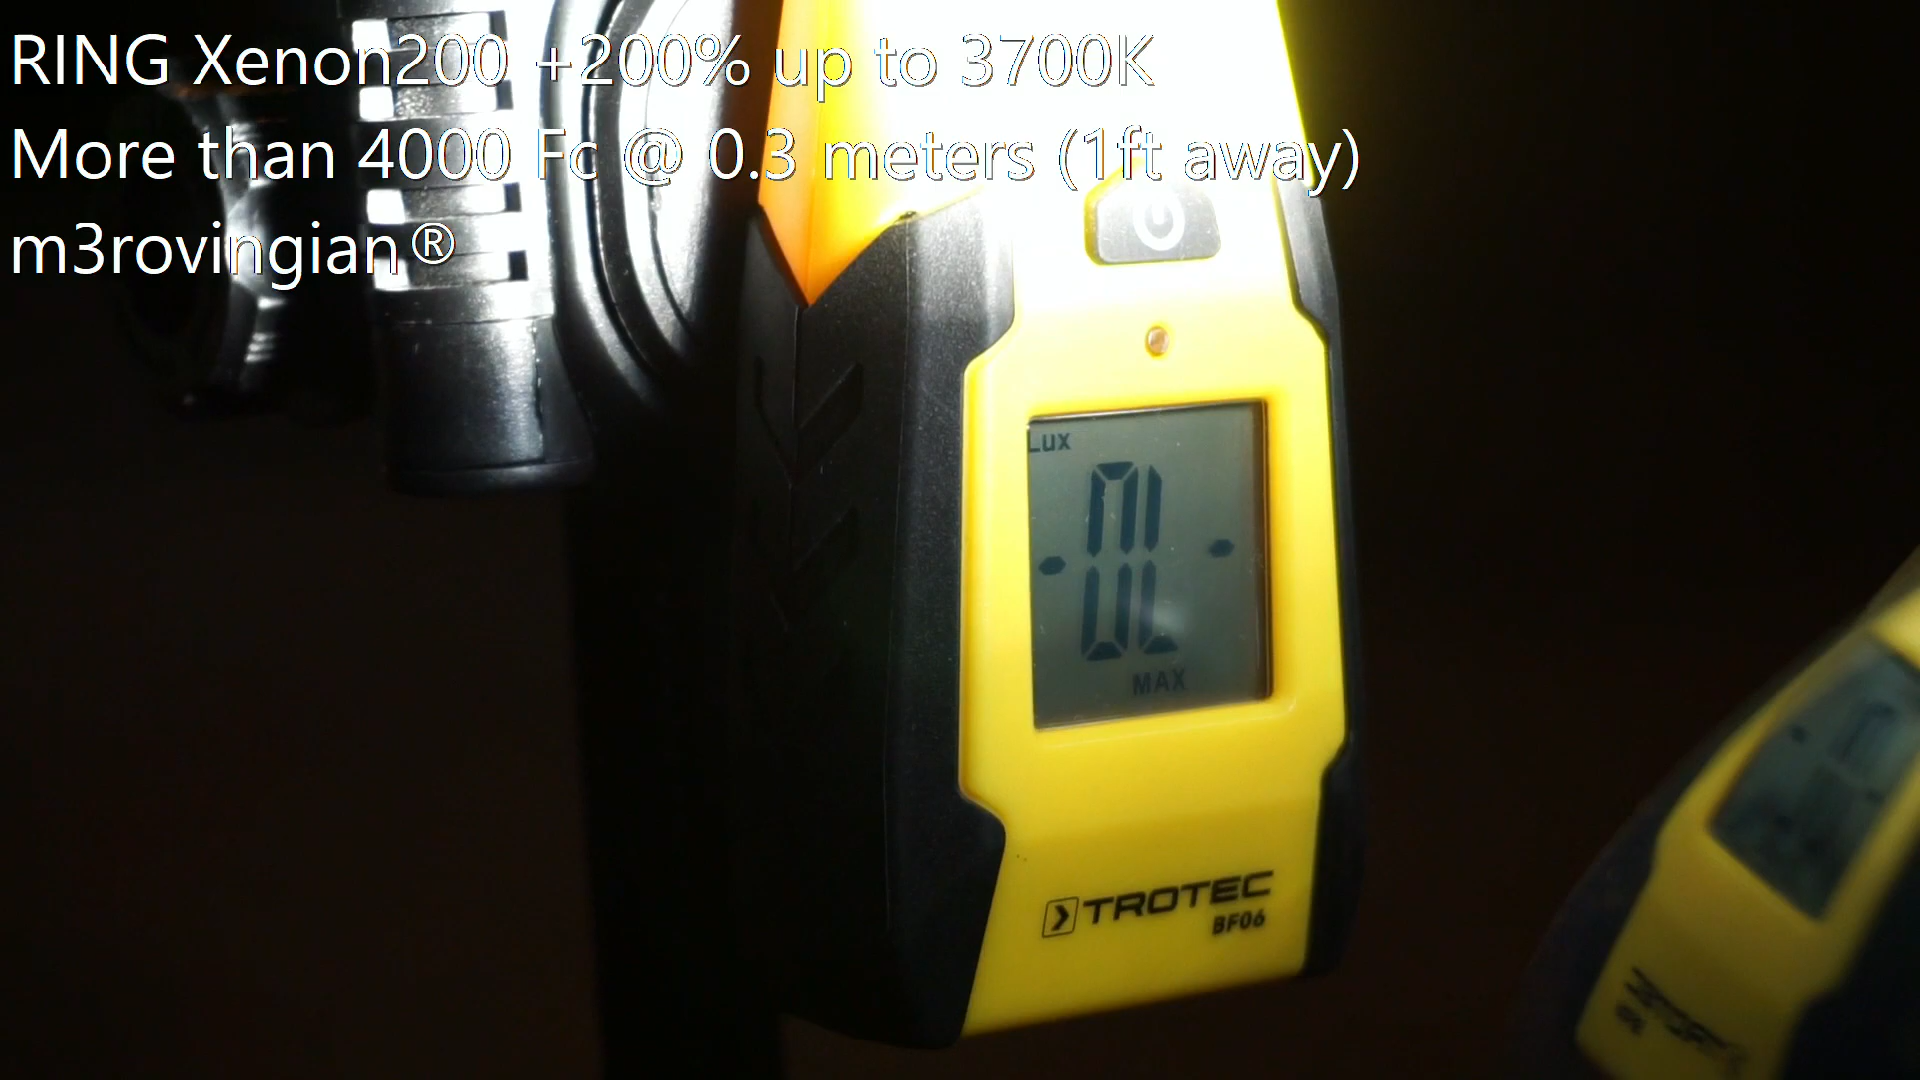 RING Xenon200 +200% up to 3700K
More than 4000 Fc @ 0.3 meters (1ft away)
m3rovingian®
Lux
-OL-
MAX
TROTEC
BF06